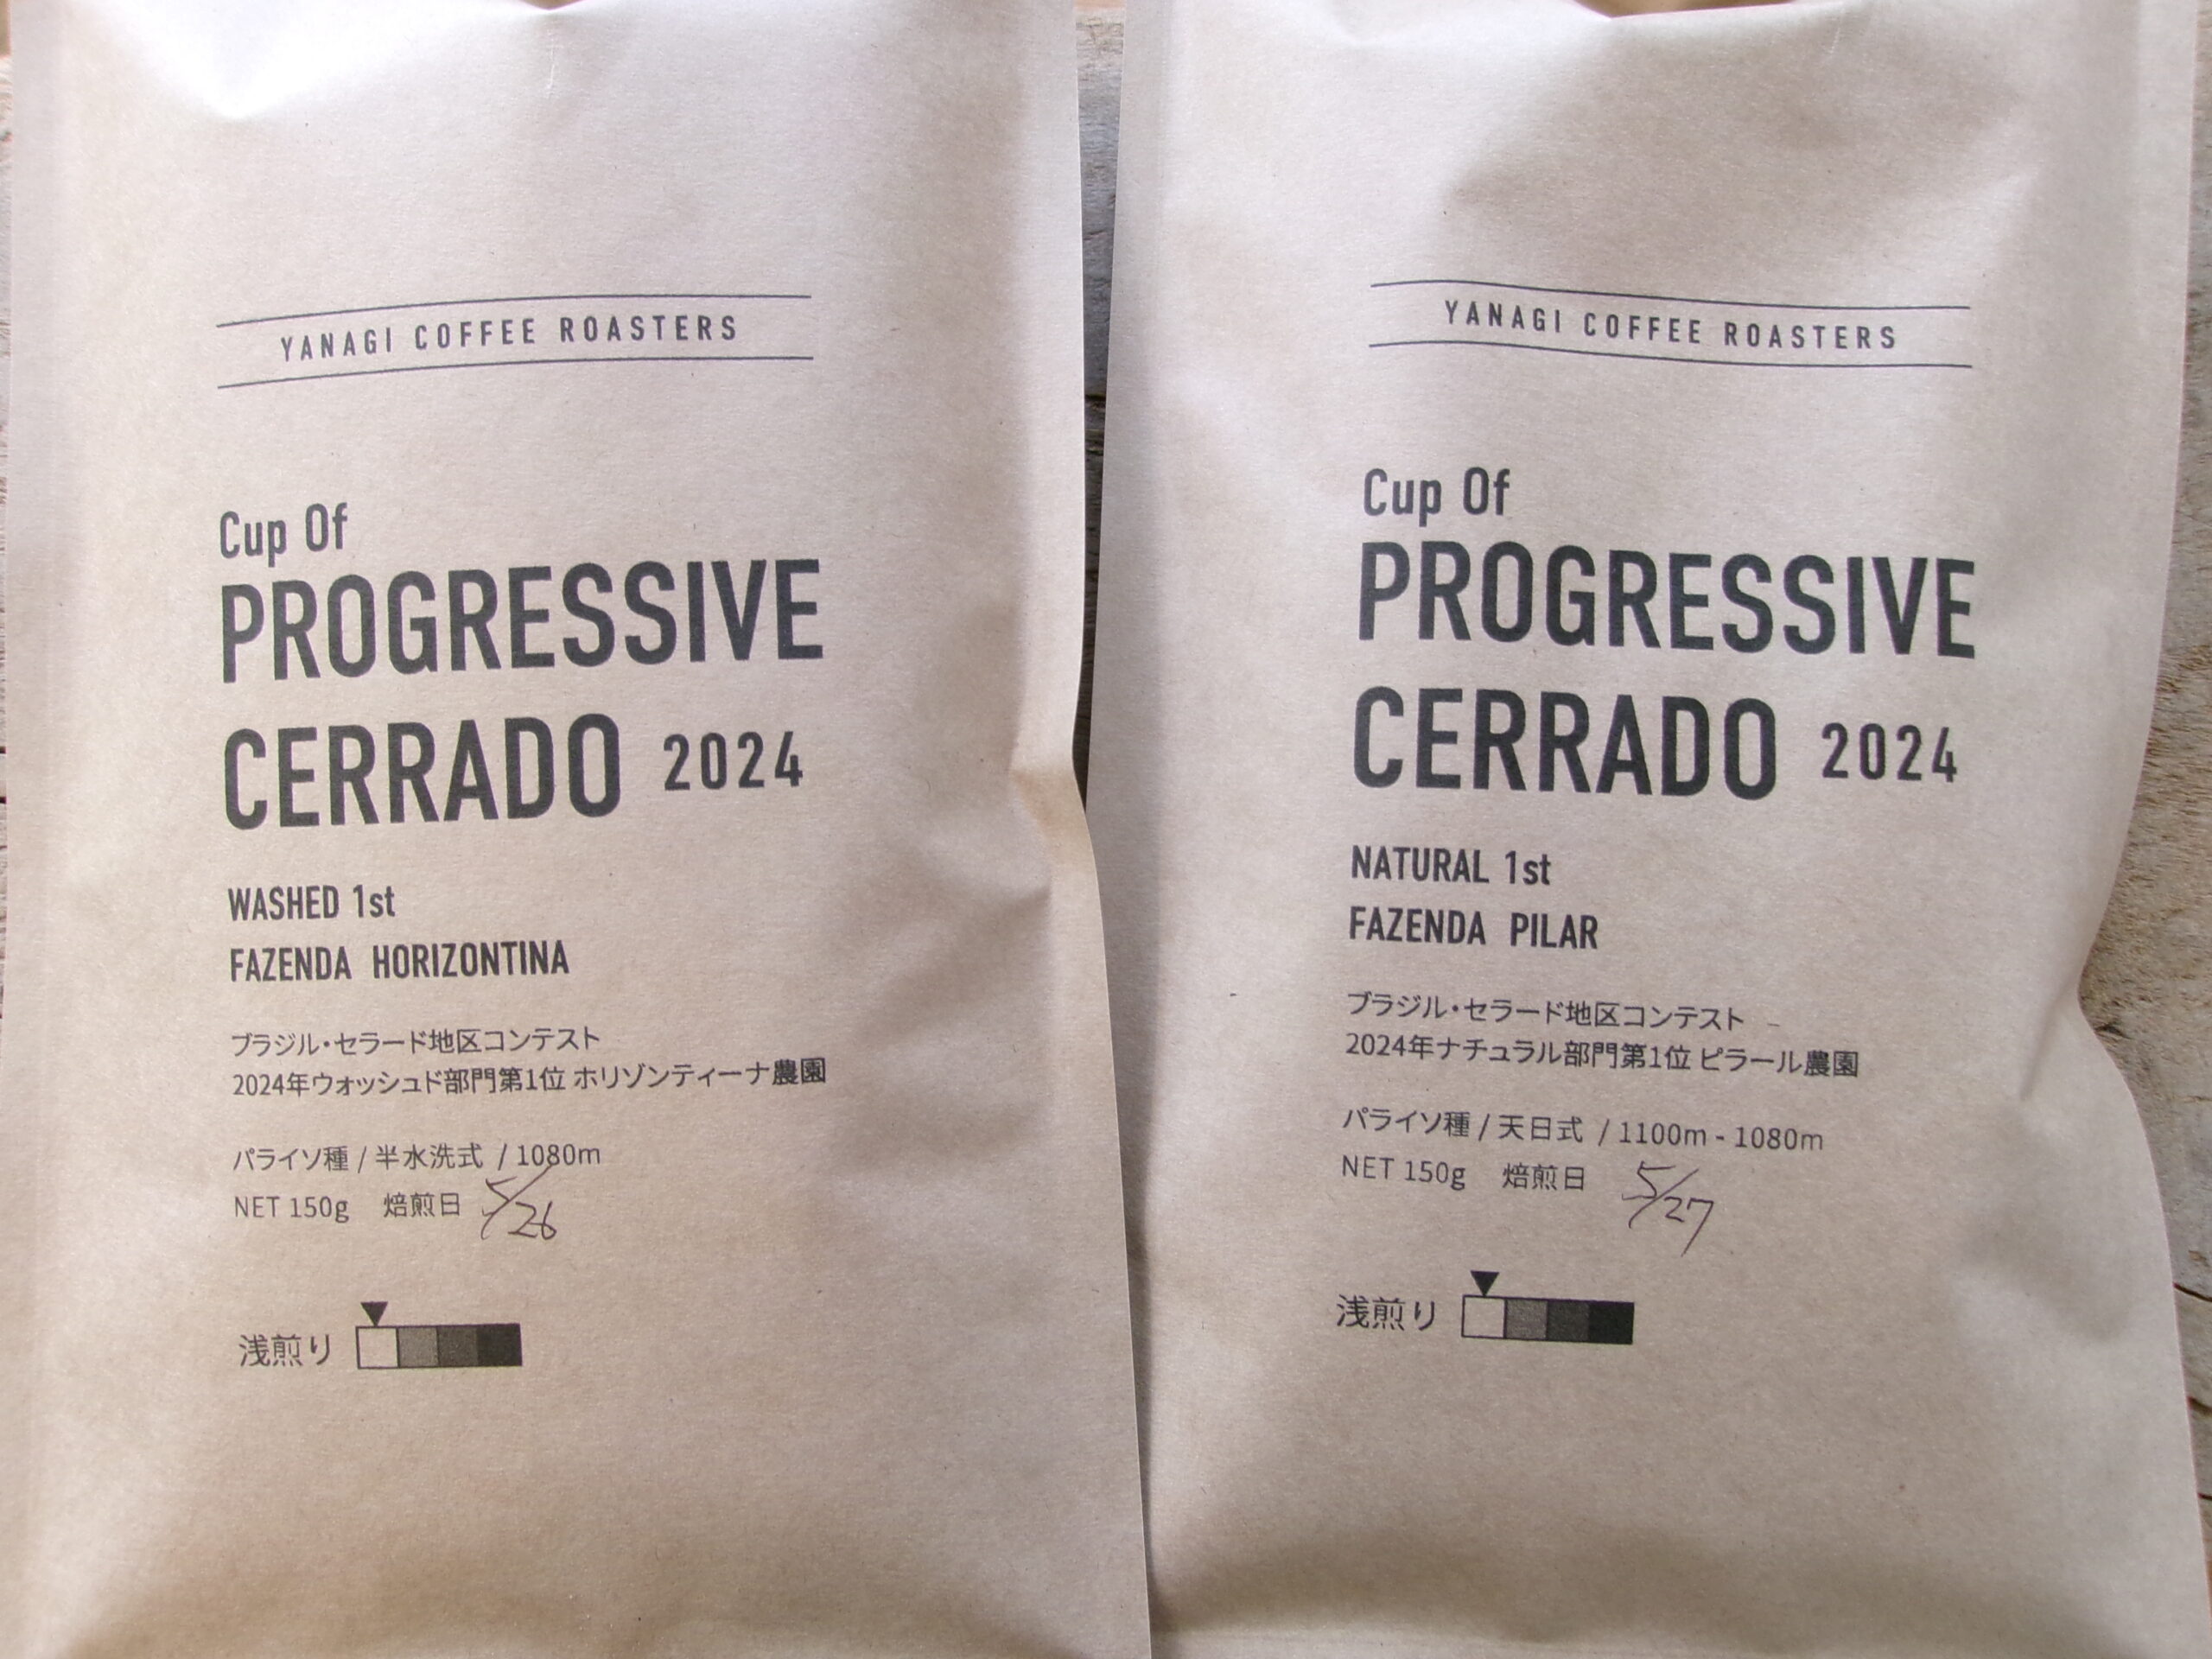 YANAGI COFFEE ROASTERS
Cup Of
PROGRESSIVE
CERRADO 2024
WASHED 1st
FAZENDA HORIZONTINA
ブラジル・セラード地区コンテスト
2024年ウォッシュド部門第1位 ホリゾンティーナ農園
パライソ種 / 半水洗式 / 1080m
NET 150g 焙煎日 5/26
浅煎り
YANAGI COFFEE ROASTERS
Cup Of
PROGRESSIVE
CERRADO 2024
NATURAL 1st
FAZENDA PILAR
ブラジル・セラード地区コンテスト
2024年ナチュラル部門第1位 ピラール農園
パライソ種 / 天日式 / 1100m - 1080m
NET 150g 焙煎日 5/27
浅煎り